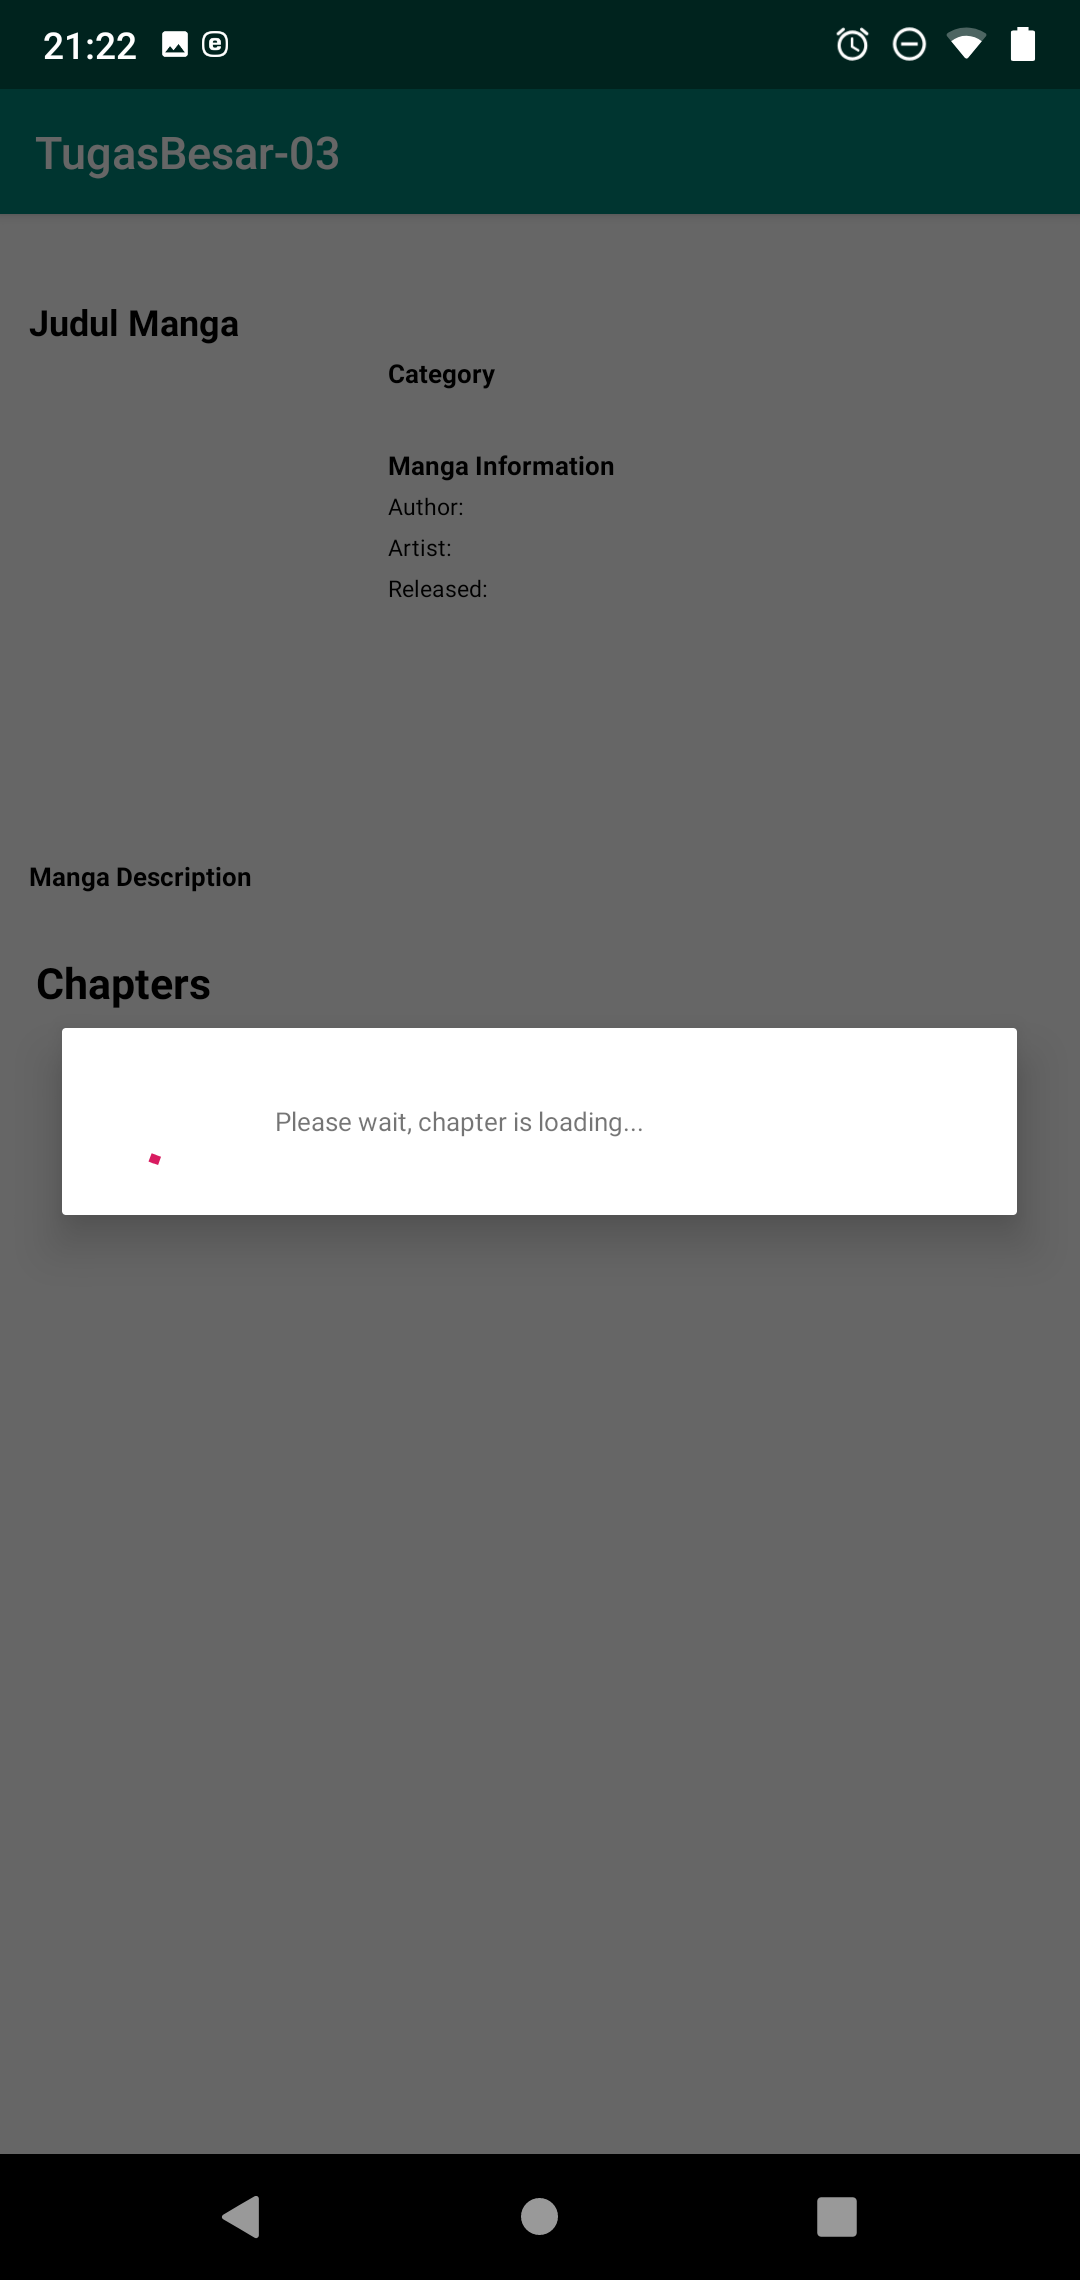 21:22
TugasBesar-03
Judul Manga
Category
Manga Information
Author:
Artist:
Released:
Manga Description
Chapters
Please wait, chapter is loading...